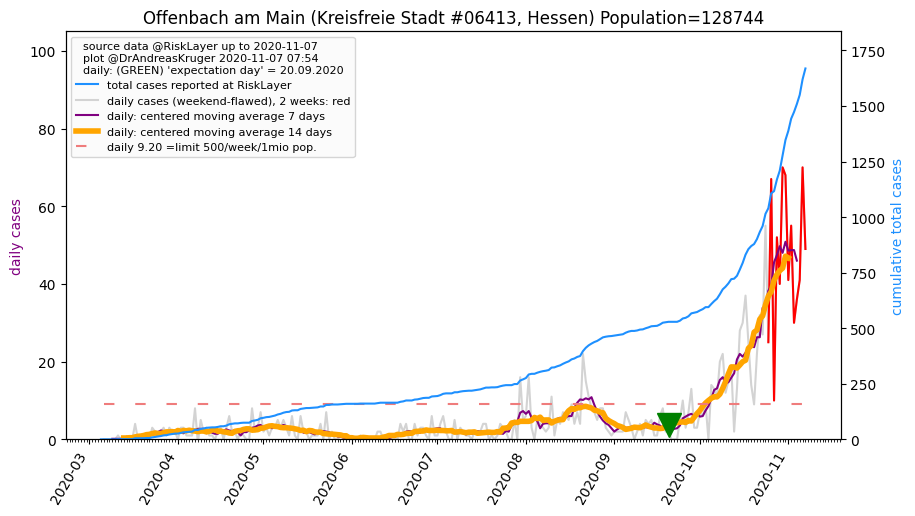 Offenbach am Main (Kreisfreie Stadt #06413, Hessen) Population=128744
source data @RiskLayer up to 2020-11-07
plot @DrAndreasKruger 2020-11-07 07:54
daily: (GREEN) 'expectation day' = 20.09.2020
total cases reported at RiskLayer
daily cases (weekend-flawed), 2 weeks: red
daily: centered moving average 7 days
daily: centered moving average 14 days
daily 9.20 =limit 500/week/1mio pop.
daily cases
100
80
60
40
20
0
cumulative total cases
1750
1500
1250
1000
750
500
250
0
2020-03
2020-04
2020-05
2020-06
2020-07
2020-08
2020-09
2020-10
2020-11